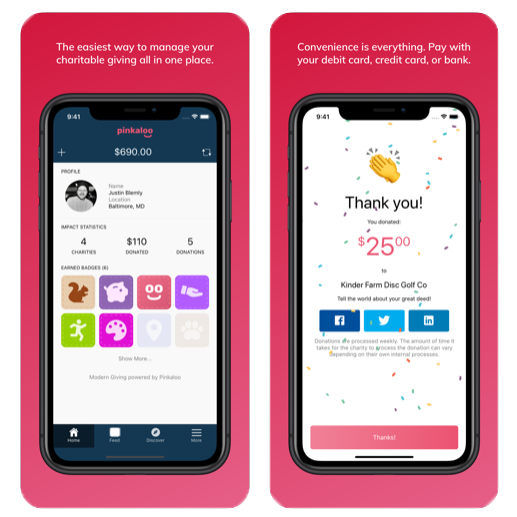 The easiest way to manage your
charitable giving all in one place.
9:41
pinkaloo
$690.00
PROFILE
Name
Justin Blemly
Location
Baltimore, MD
IMPACT STATISTICS
4
CHARITIES
$110
DONATED
5
DONATIONS
EARNED BADGES (6)
Show More...
Modern Giving powered by Pinkaloo
Home
Feed
Discover
More
Convenience is everything. Pay with
your debit card, credit card, or bank.
9:41
Thank you!
You donated:
$2500
to
Kinder Farm Disc Golf Co
Tell the world about your great deed!
Donations are processed weekly. The amount of time it
takes for the charity to process the donation can vary
depending on their own internal processes.
Thanks!